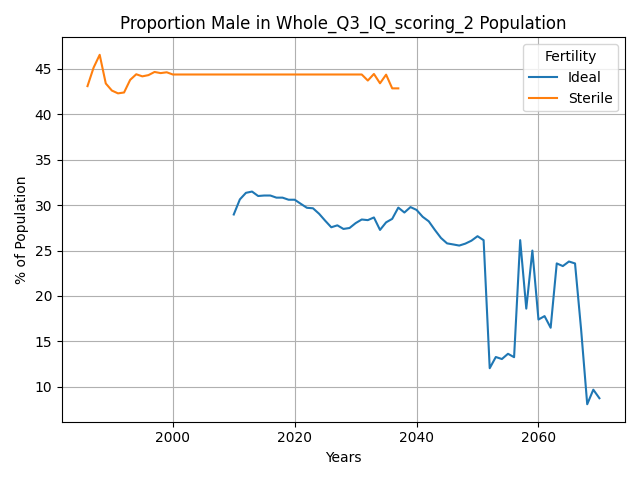 Proportion Male in Whole_Q3_IQ_scoring_2 Population
Fertility
Ideal
Sterile
% of Population
45
40
35
30
25
20
15
10
2000
2020
2040
2060
Years